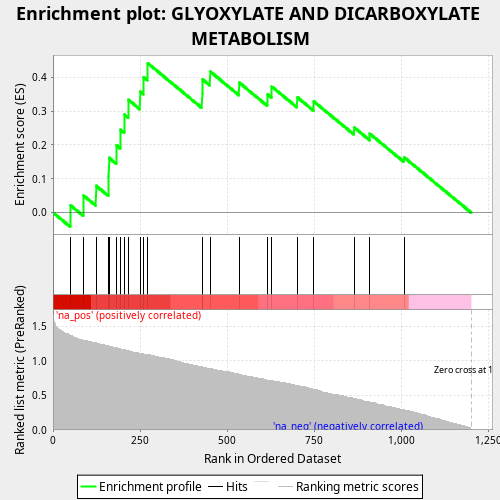 Enrichment plot: GLYOXYLATE AND DICARBOXYLATE
METABOLISM
Enrichment score (ES)
0.4
0.3
0.2
0.1
0.0
'na_pos' (positively correlated)
Ranked list metric (PreRanked)
1.5
1.0
0.5
0.0
Zero cross at 1
'na_neg' (negatively correlated)
0
250
500
750
1,000
1,250
Rank in Ordered Dataset
Enrichment profile
Hits
Ranking metric scores